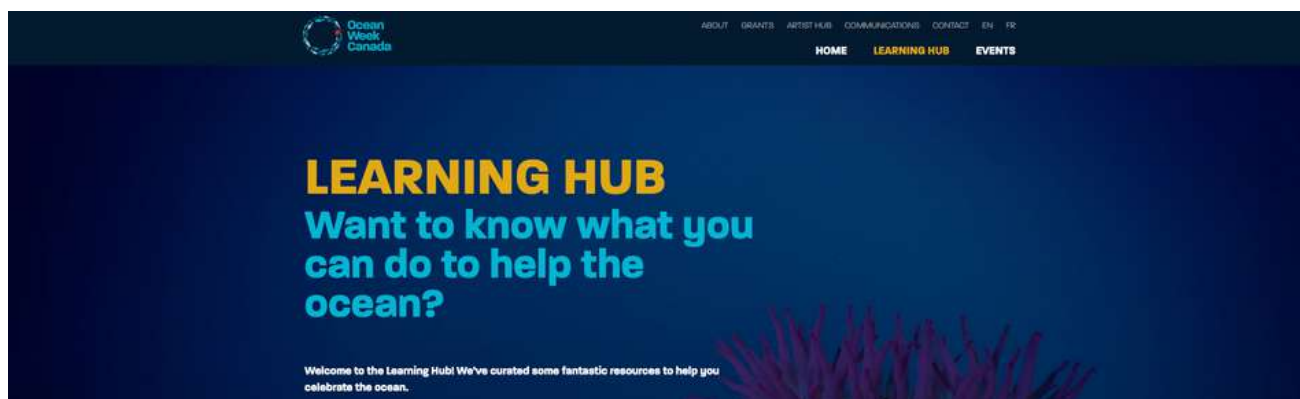 Ocean
Week
Canada
ABOUT GRANTS ARTIST HUB COMMUNICATIONS CONTACT EN FR
HOME LEARNING HUB EVENTS
LEARNING HUB
Want to know what you
can do to help the
ocean?
Welcome to the Learning Hub! We've curated some fantastic resources to help you
celebrate the ocean.